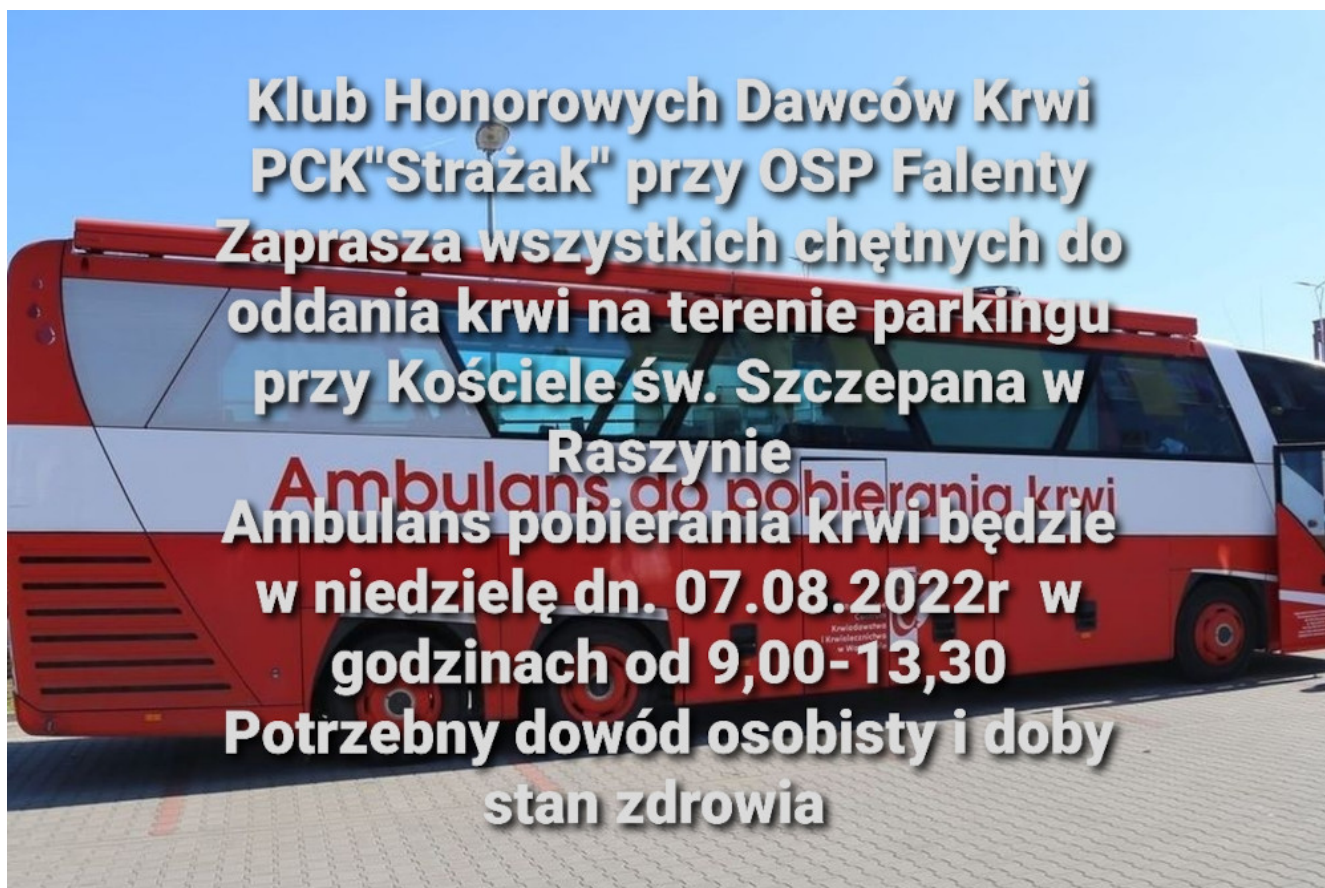 Klub Honorowych Dawców Krwi
PCK"Strażak" przy OSP Falenty
Zaprasza wszystkich chętnych do
oddania krwi na terenie parkingu
przy Kościele św. Szczepana w
Raszynie
Ambulans do pobierania krwi
Ambulans pobierania krwi będzie
w niedzielę dn. 07.08.2022r w
godzinach od 9,00-13,30
Krwiodawstwa
i Krwiolecznictwa
Potrzebny dowód osobisty i doby
stan zdrowia